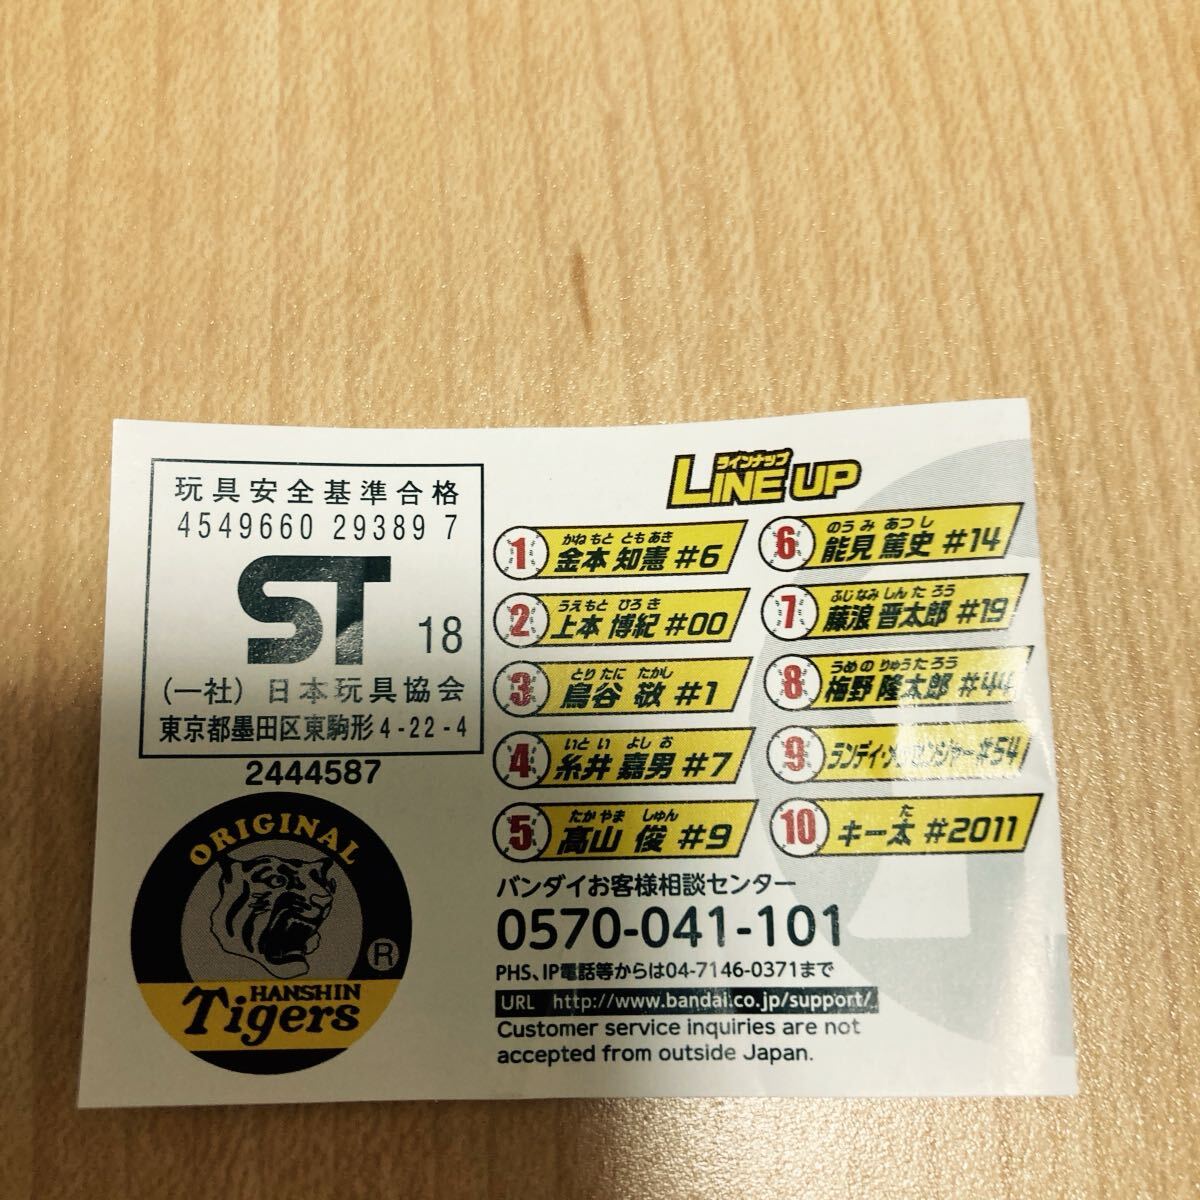 玩具安全基準合格
4549660 29389 7
ST 18
(一社) 日本玩具協会
東京都墨田区東駒形4-22-4
2444587
ORIGINAL
®
HANSHIN
Tigers
ラインナップ
LINE UP
かねもと ともあき
1 金本 知憲 #6
うえもと ひろき
2 上本 博紀 #00
とりたに たかし
3 鳥谷 敬 #1
いとい よしお
4 糸井 嘉男 #7
たかやま しゅん
5 髙山 俊 #9
のうみ あつし
6 能見 篤史 #14
ふじなみ しんたろう
7 藤浪 晋太郎 #19
うめの りゅうたろう
8 梅野 隆太郎 #44
9 ランディ・メッセンジャー #54
た
10 キー太 #2011
バンダイお客様相談センター
0570-041-101
PHS、IP電話等からは04-7146-0371まで
URL http://www.bandai.co.jp/support/
Customer service inquiries are not
accepted from outside Japan.